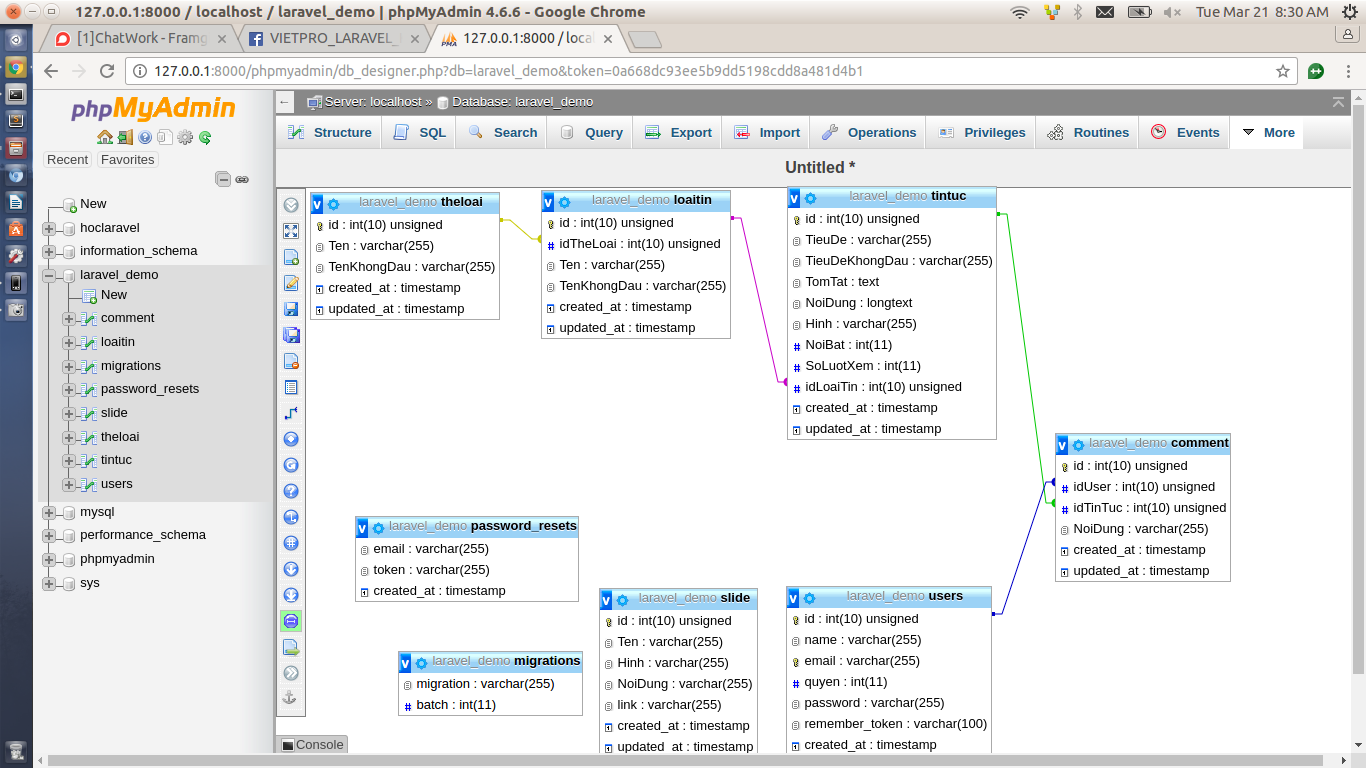 127.0.0.1:8000 / localhost / laravel_demo | phpMyAdmin 4.6.6 - Google Chrome
Tue Mar 21 8:30 AM
[1]ChatWork - Framg
VIETPRO_LARAVEL_
127.0.0.1:8000 / loca
127.0.0.1:8000/phpmyadmin/db_designer.php?db=laravel_demo&token=0a668dc93ee5b9dd5198cdd8a481d4b1
phpMyAdmin
Recent
Favorites
New
hoclaravel
information_schema
laravel_demo
New
comment
loaitin
migrations
password_resets
slide
theloai
tintuc
users
mysql
performance_schema
phpmyadmin
sys
Server: localhost » Database: laravel_demo
Structure
SQL
Search
Query
Export
Import
Operations
Privileges
Routines
Events
More
Untitled *
laravel_demo theloai
id : int(10) unsigned
Ten : varchar(255)
TenKhongDau : varchar(255)
created_at : timestamp
updated_at : timestamp
laravel_demo loaitin
id : int(10) unsigned
idTheLoai : int(10) unsigned
Ten : varchar(255)
TenKhongDau : varchar(255)
created_at : timestamp
updated_at : timestamp
laravel_demo tintuc
id : int(10) unsigned
TieuDe : varchar(255)
TieuDeKhongDau : varchar(255)
TomTat : text
NoiDung : longtext
Hinh : varchar(255)
NoiBat : int(11)
SoLuotXem : int(11)
idLoaiTin : int(10) unsigned
created_at : timestamp
updated_at : timestamp
laravel_demo comment
id : int(10) unsigned
idUser : int(10) unsigned
idTinTuc : int(10) unsigned
NoiDung : varchar(255)
created_at : timestamp
updated_at : timestamp
laravel_demo password_resets
email : varchar(255)
token : varchar(255)
created_at : timestamp
laravel_demo migrations
migration : varchar(255)
batch : int(11)
laravel_demo slide
id : int(10) unsigned
Ten : varchar(255)
Hinh : varchar(255)
NoiDung : varchar(255)
link : varchar(255)
created_at : timestamp
updated_at : timestamp
laravel_demo users
id : int(10) unsigned
name : varchar(255)
email : varchar(255)
quyen : int(11)
password : varchar(255)
remember_token : varchar(100)
created_at : timestamp
Console